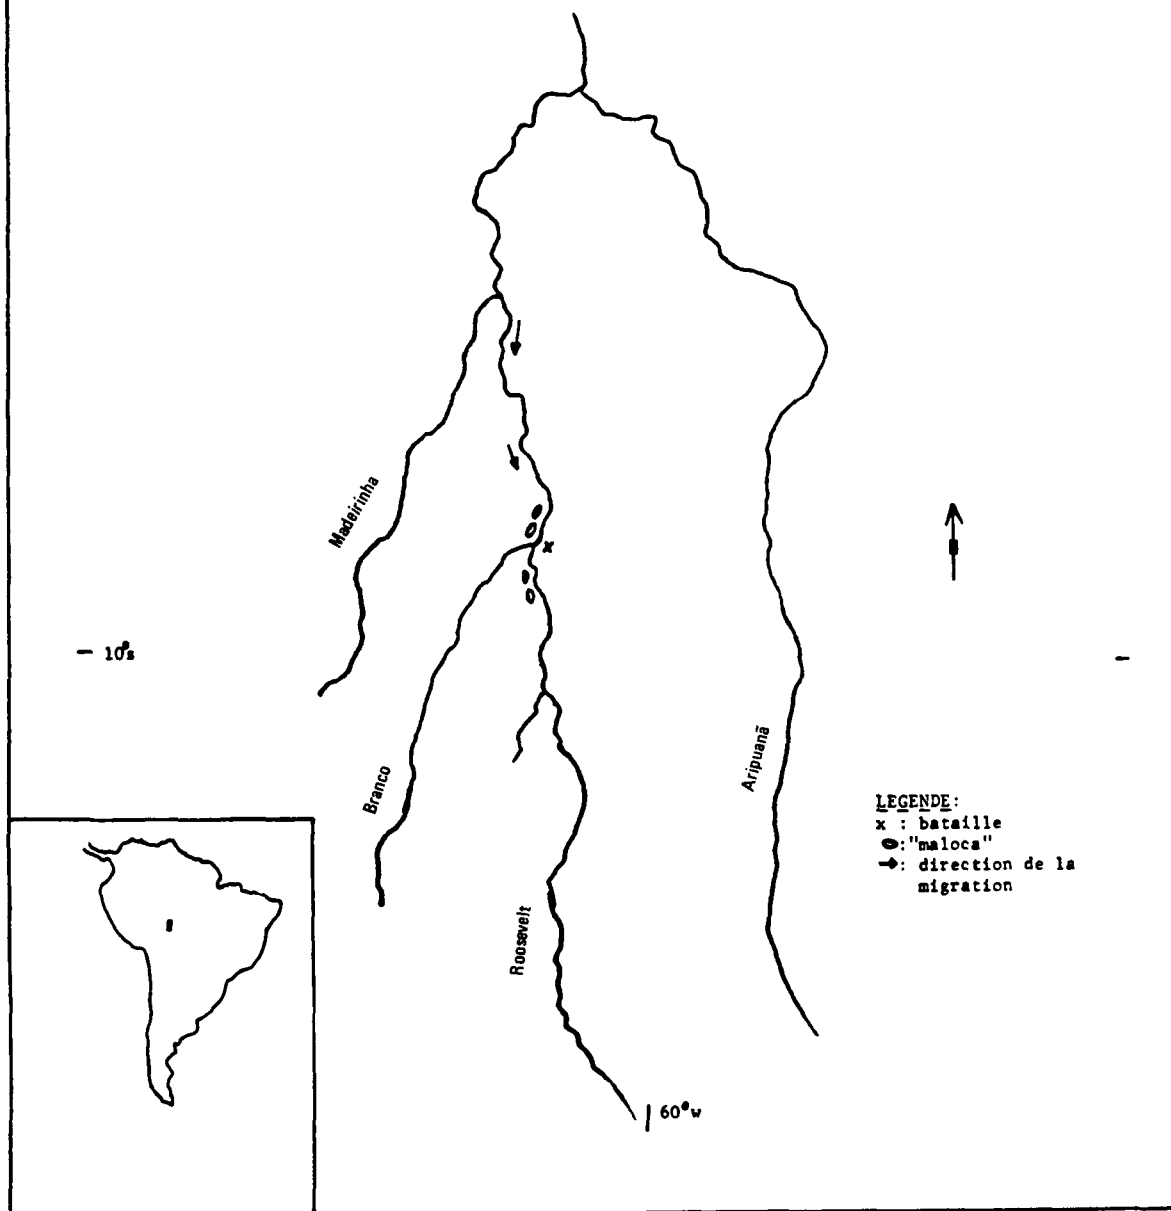 Madeirinha
— 10°s
Branco
Roosevelt
Aripuanã
LEGENDE:
x : bataille
:"maloca"
: direction de la
migration
60°w